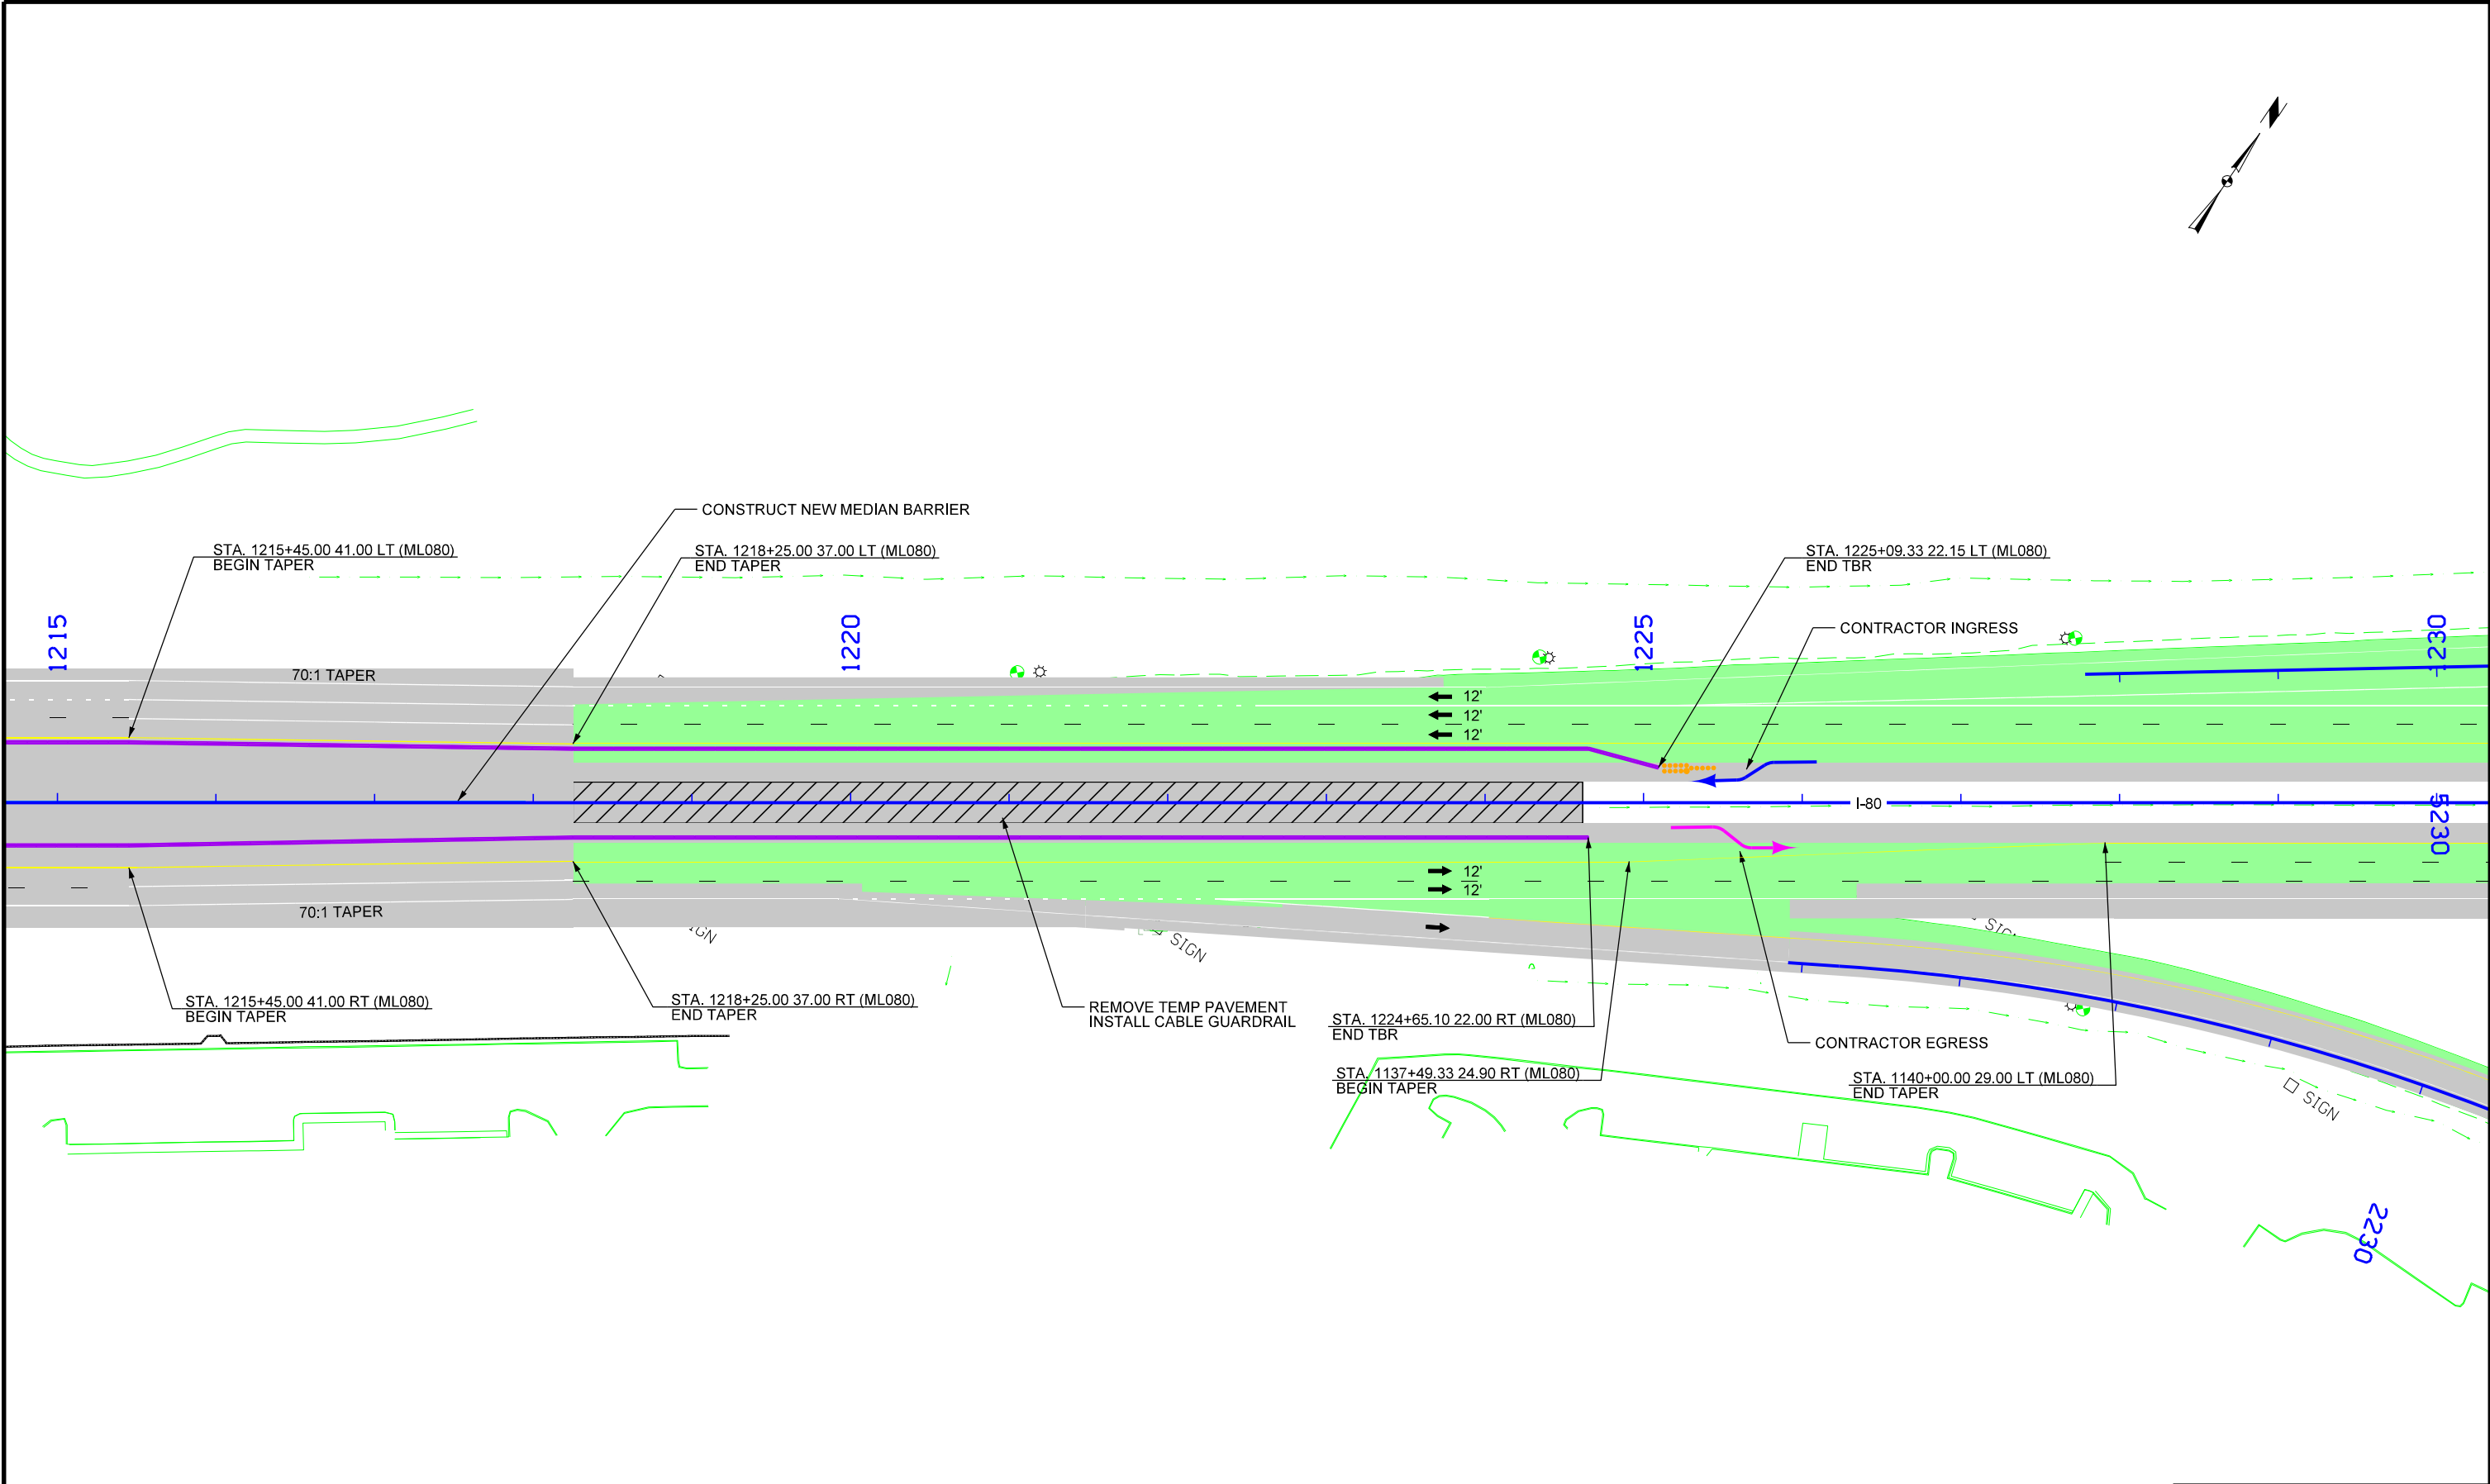 N
CONSTRUCT NEW MEDIAN BARRIER
STA. 1215+45.00 41.00 LT (ML080)
BEGIN TAPER
STA. 1218+25.00 37.00 LT (ML080)
END TAPER
STA. 1225+09.33 22.15 LT (ML080)
END TBR
CONTRACTOR INGRESS
1215
1220
1225
1230
70:1 TAPER
12'
12'
12'
I-80
5230
12'
12'
70:1 TAPER
SIGN
STA. 1215+45.00 41.00 RT (ML080)
BEGIN TAPER
STA. 1218+25.00 37.00 RT (ML080)
END TAPER
REMOVE TEMP PAVEMENT
INSTALL CABLE GUARDRAIL
STA. 1224+65.10 22.00 RT (ML080)
END TBR
CONTRACTOR EGRESS
STA. 1137+49.33 24.90 RT (ML080)
BEGIN TAPER
STA. 1140+00.00 29.00 LT (ML080)
END TAPER
SIGN
2230